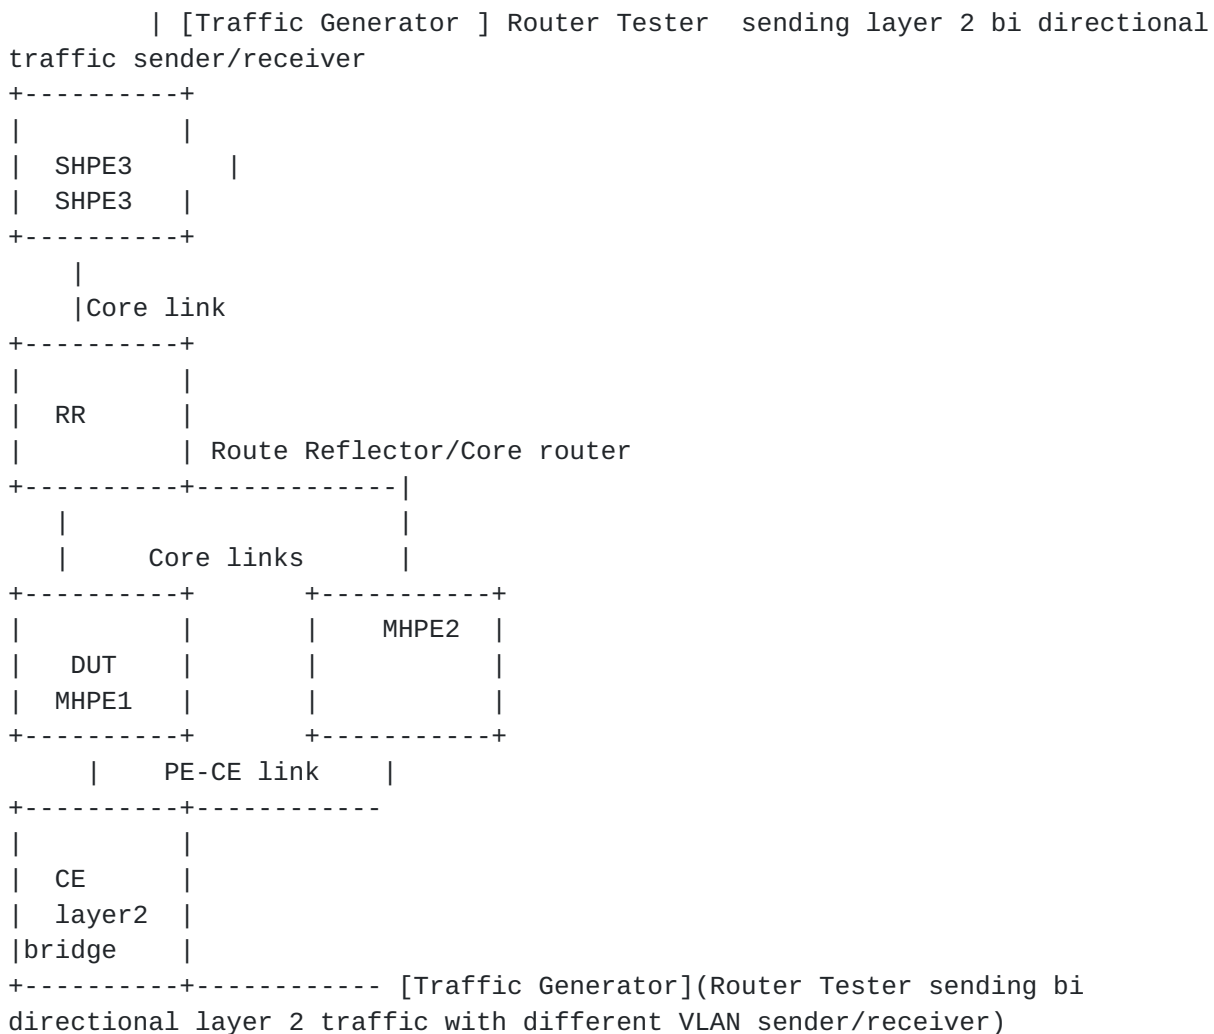 | [Traffic Generator ] Router Tester  sending layer 2 bi directional
traffic sender/receiver
+----------+
|          |
|  SHPE3      |
|  SHPE3   |
+----------+
    |
    |Core link
+----------+
|          |
|  RR      |
|          | Route Reflector/Core router
+----------+-------------|
   |                     |
   |     Core links      |
+----------+       +-----------+
|          |       |    MHPE2  |
|   DUT    |       |           |
|  MHPE1   |       |           |
+----------+       +-----------+
     |    PE-CE link    |
+----------+------------
|          |
|  CE      |
|  layer2  |
|bridge    |
+----------+------------ [Traffic Generator](Router Tester sending bi
directional layer 2 traffic with different VLAN sender/receiver)